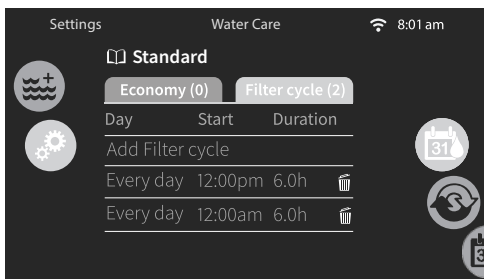 Settings Water Care 8:01 am
Standard
Economy (0) Filter cycle (2)
Day Start Duration
Add Filter cycle
Every day 12:00pm 6.0h
Every day 12:00am 6.0h
31